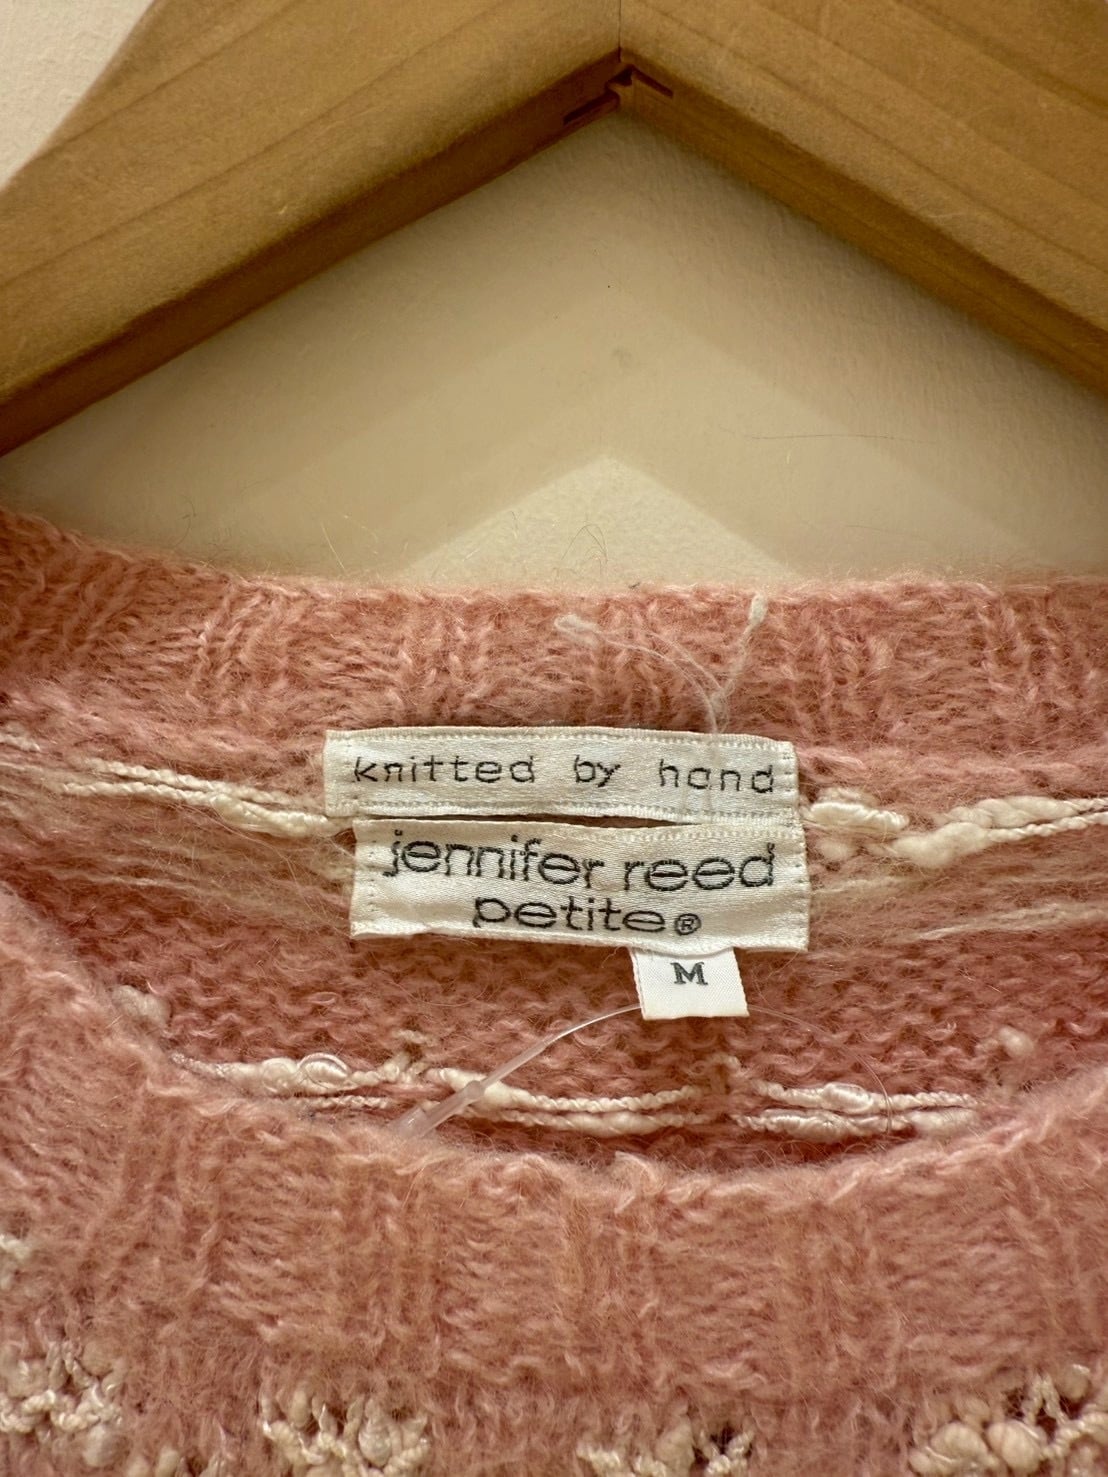 knitted by hand
jennifer reed
petite®
M